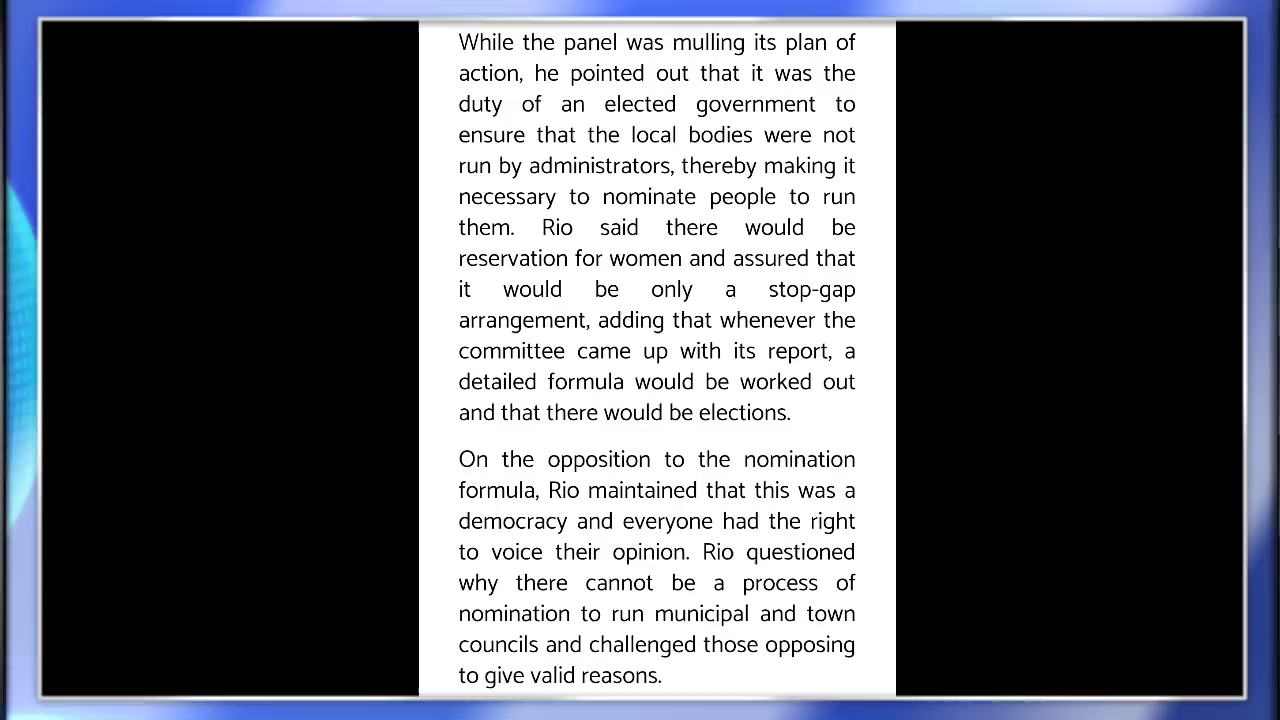 While the panel was mulling its plan of
action, he pointed out that it was the
duty of an elected government to
ensure that the local bodies were not
run by administrators, thereby making it
necessary to nominate people to run
them. Rio said there would be
reservation for women and assured that
it would be only a stop-gap
arrangement, adding that whenever the
committee came up with its report, a
detailed formula would be worked out
and that there would be elections.
On the opposition to the nomination
formula, Rio maintained that this was a
democracy and everyone had the right
to voice their opinion. Rio questioned
why there cannot be a process of
nomination to run municipal and town
councils and challenged those opposing
to give valid reasons.